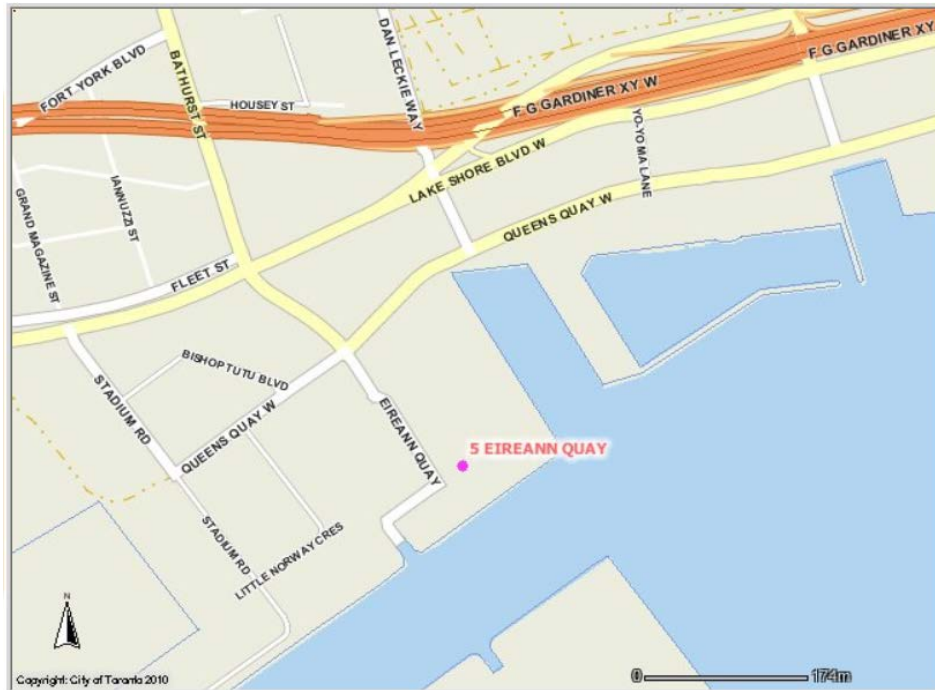 FORT YORK BLVD
BATHURST ST
HOUSEY ST
DAN LECKIE WAY
F G GARDINER XY W
F G GARDINER XY
YO-YO MA LANE
LAKE SHORE BLVD W
QUEENS QUAY W
GRAND MAGAZINE ST
IANNUZZI ST
FLEET ST
BISHOP TUTU BLVD
STADIUM RD
QUEENS QUAY W
EIREANN QUAY
5 EIREANN QUAY
STADIUM RD
LITTLE NORWAY CRES
N
Copyright: City of Toronto 2010
0
174m